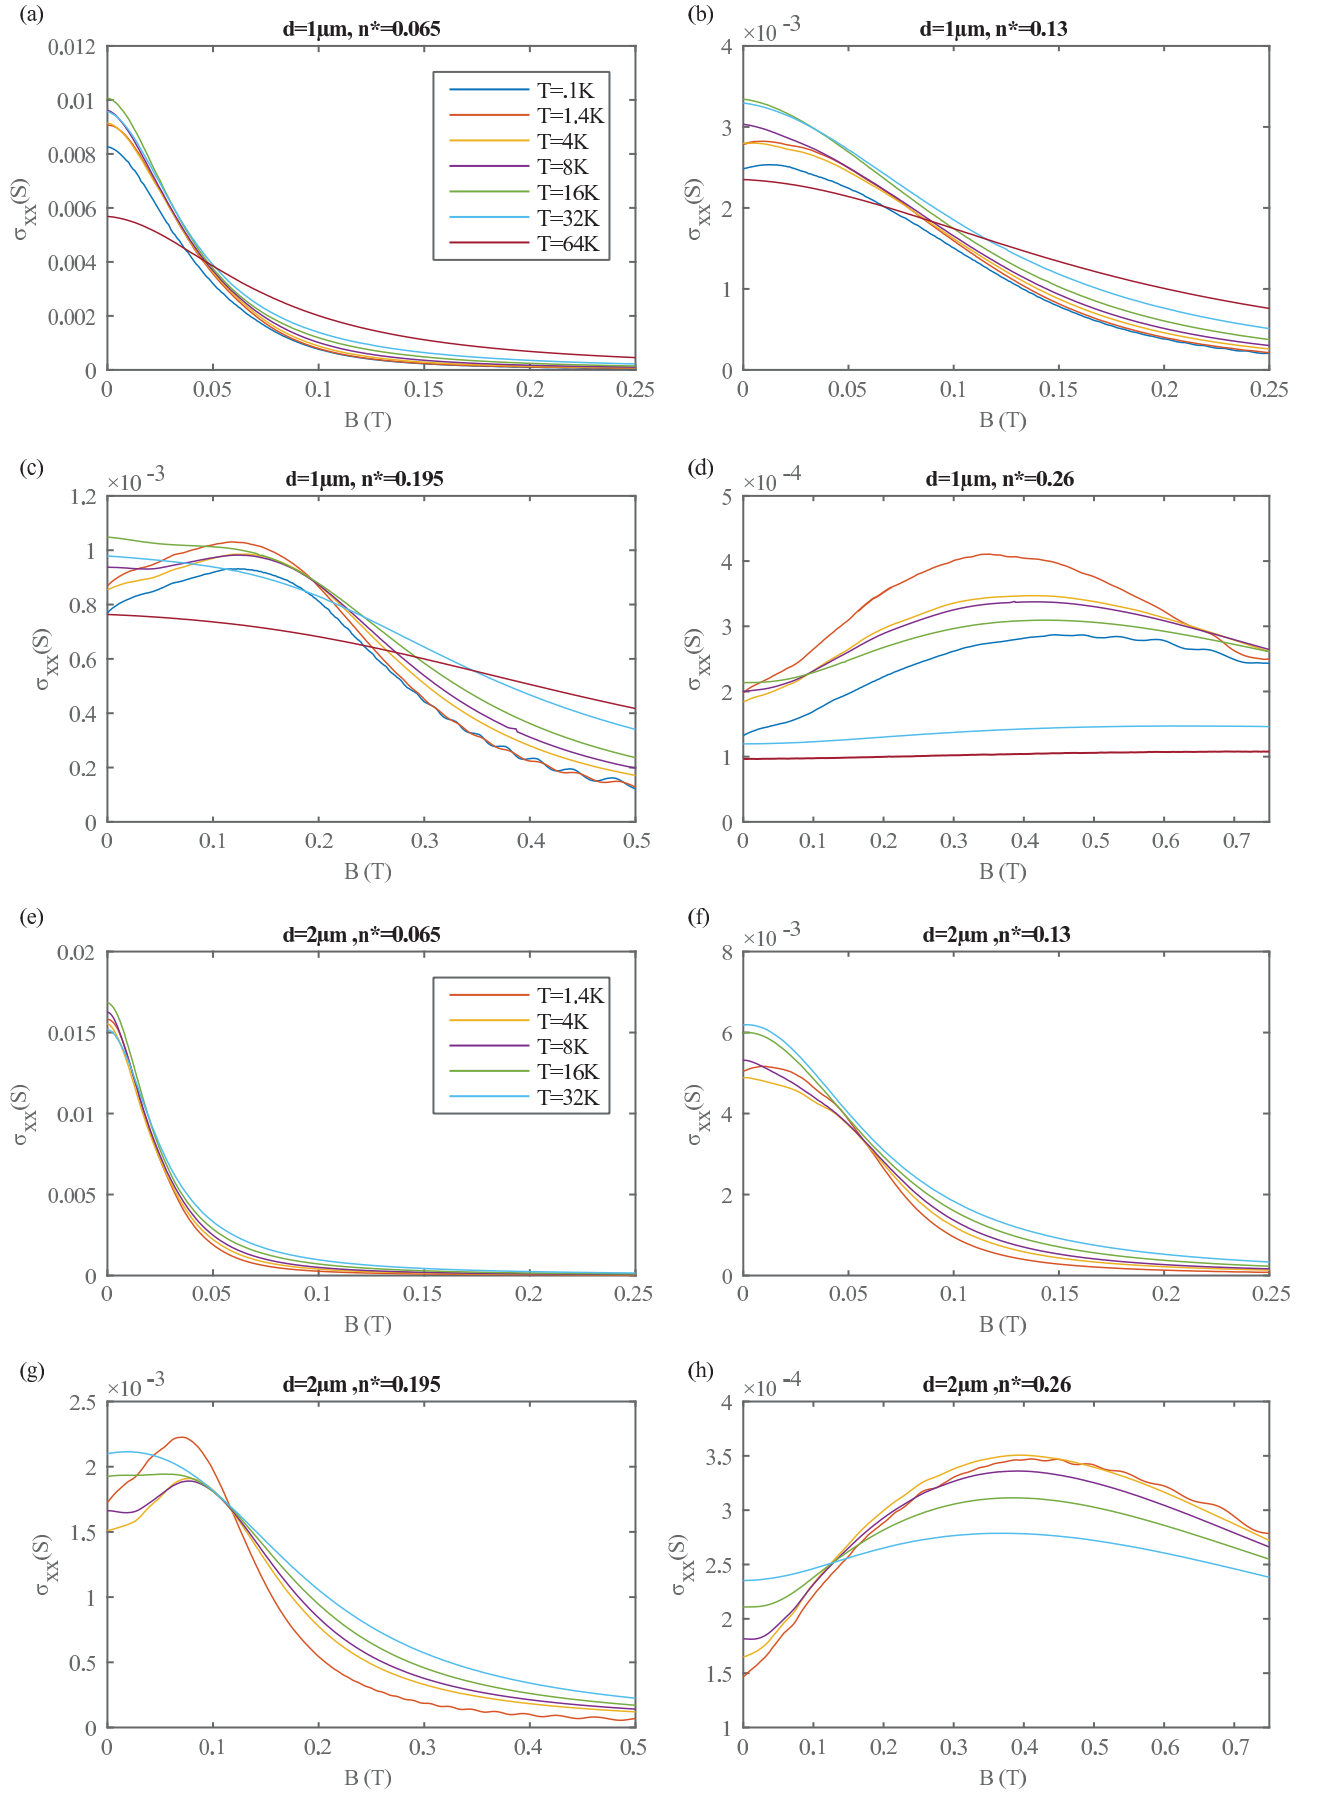 (a)
d=1μm, n*=0.065
0.012
0.01
0.008
0.006
0.004
0.002
0
σxx(S)
T=.1K
T=1.4K
T=4K
T=8K
T=16K
T=32K
T=64K
0 0.05 0.1 0.15 0.2 0.25
B (T)
(b)
×10 -3
d=1μm, n*=0.13
4
3
2
1
0
σxx(S)
0 0.05 0.1 0.15 0.2 0.25
B (T)
(c)
×10 -3
d=1μm, n*=0.195
1.2
1
0.8
0.6
0.4
0.2
0
σxx(S)
0 0.1 0.2 0.3 0.4 0.5
B (T)
(d)
×10 -4
d=1μm, n*=0.26
5
4
3
2
1
0
σxx(S)
0 0.1 0.2 0.3 0.4 0.5 0.7
B (T)
(e)
d=2μm ,n*=0.065
0.02
0.015
0.01
0.005
0
σxx(S)
T=1.4K
T=4K
T=8K
T=16K
T=32K
0 0.05 0.1 0.15 0.2 0.25
B (T)
(f)
×10 -3
d=2μm ,n*=0.13
8
6
4
2
0
σxx(S)
0 0.05 0.1 0.15 0.2 0.25
B (T)
(g)
×10 -3
d=2μm ,n*=0.195
2.5
2
1.5
1
0.5
0
σxx(S)
0 0.1 0.2 0.3 0.4 0.5
B (T)
(h)
×10 -4
d=2μm ,n*=0.26
4
3.5
3
2.5
2
1.5
1
σxx(S)
0 0.1 0.2 0.3 0.4 0.5 0.6 0.7
B (T)